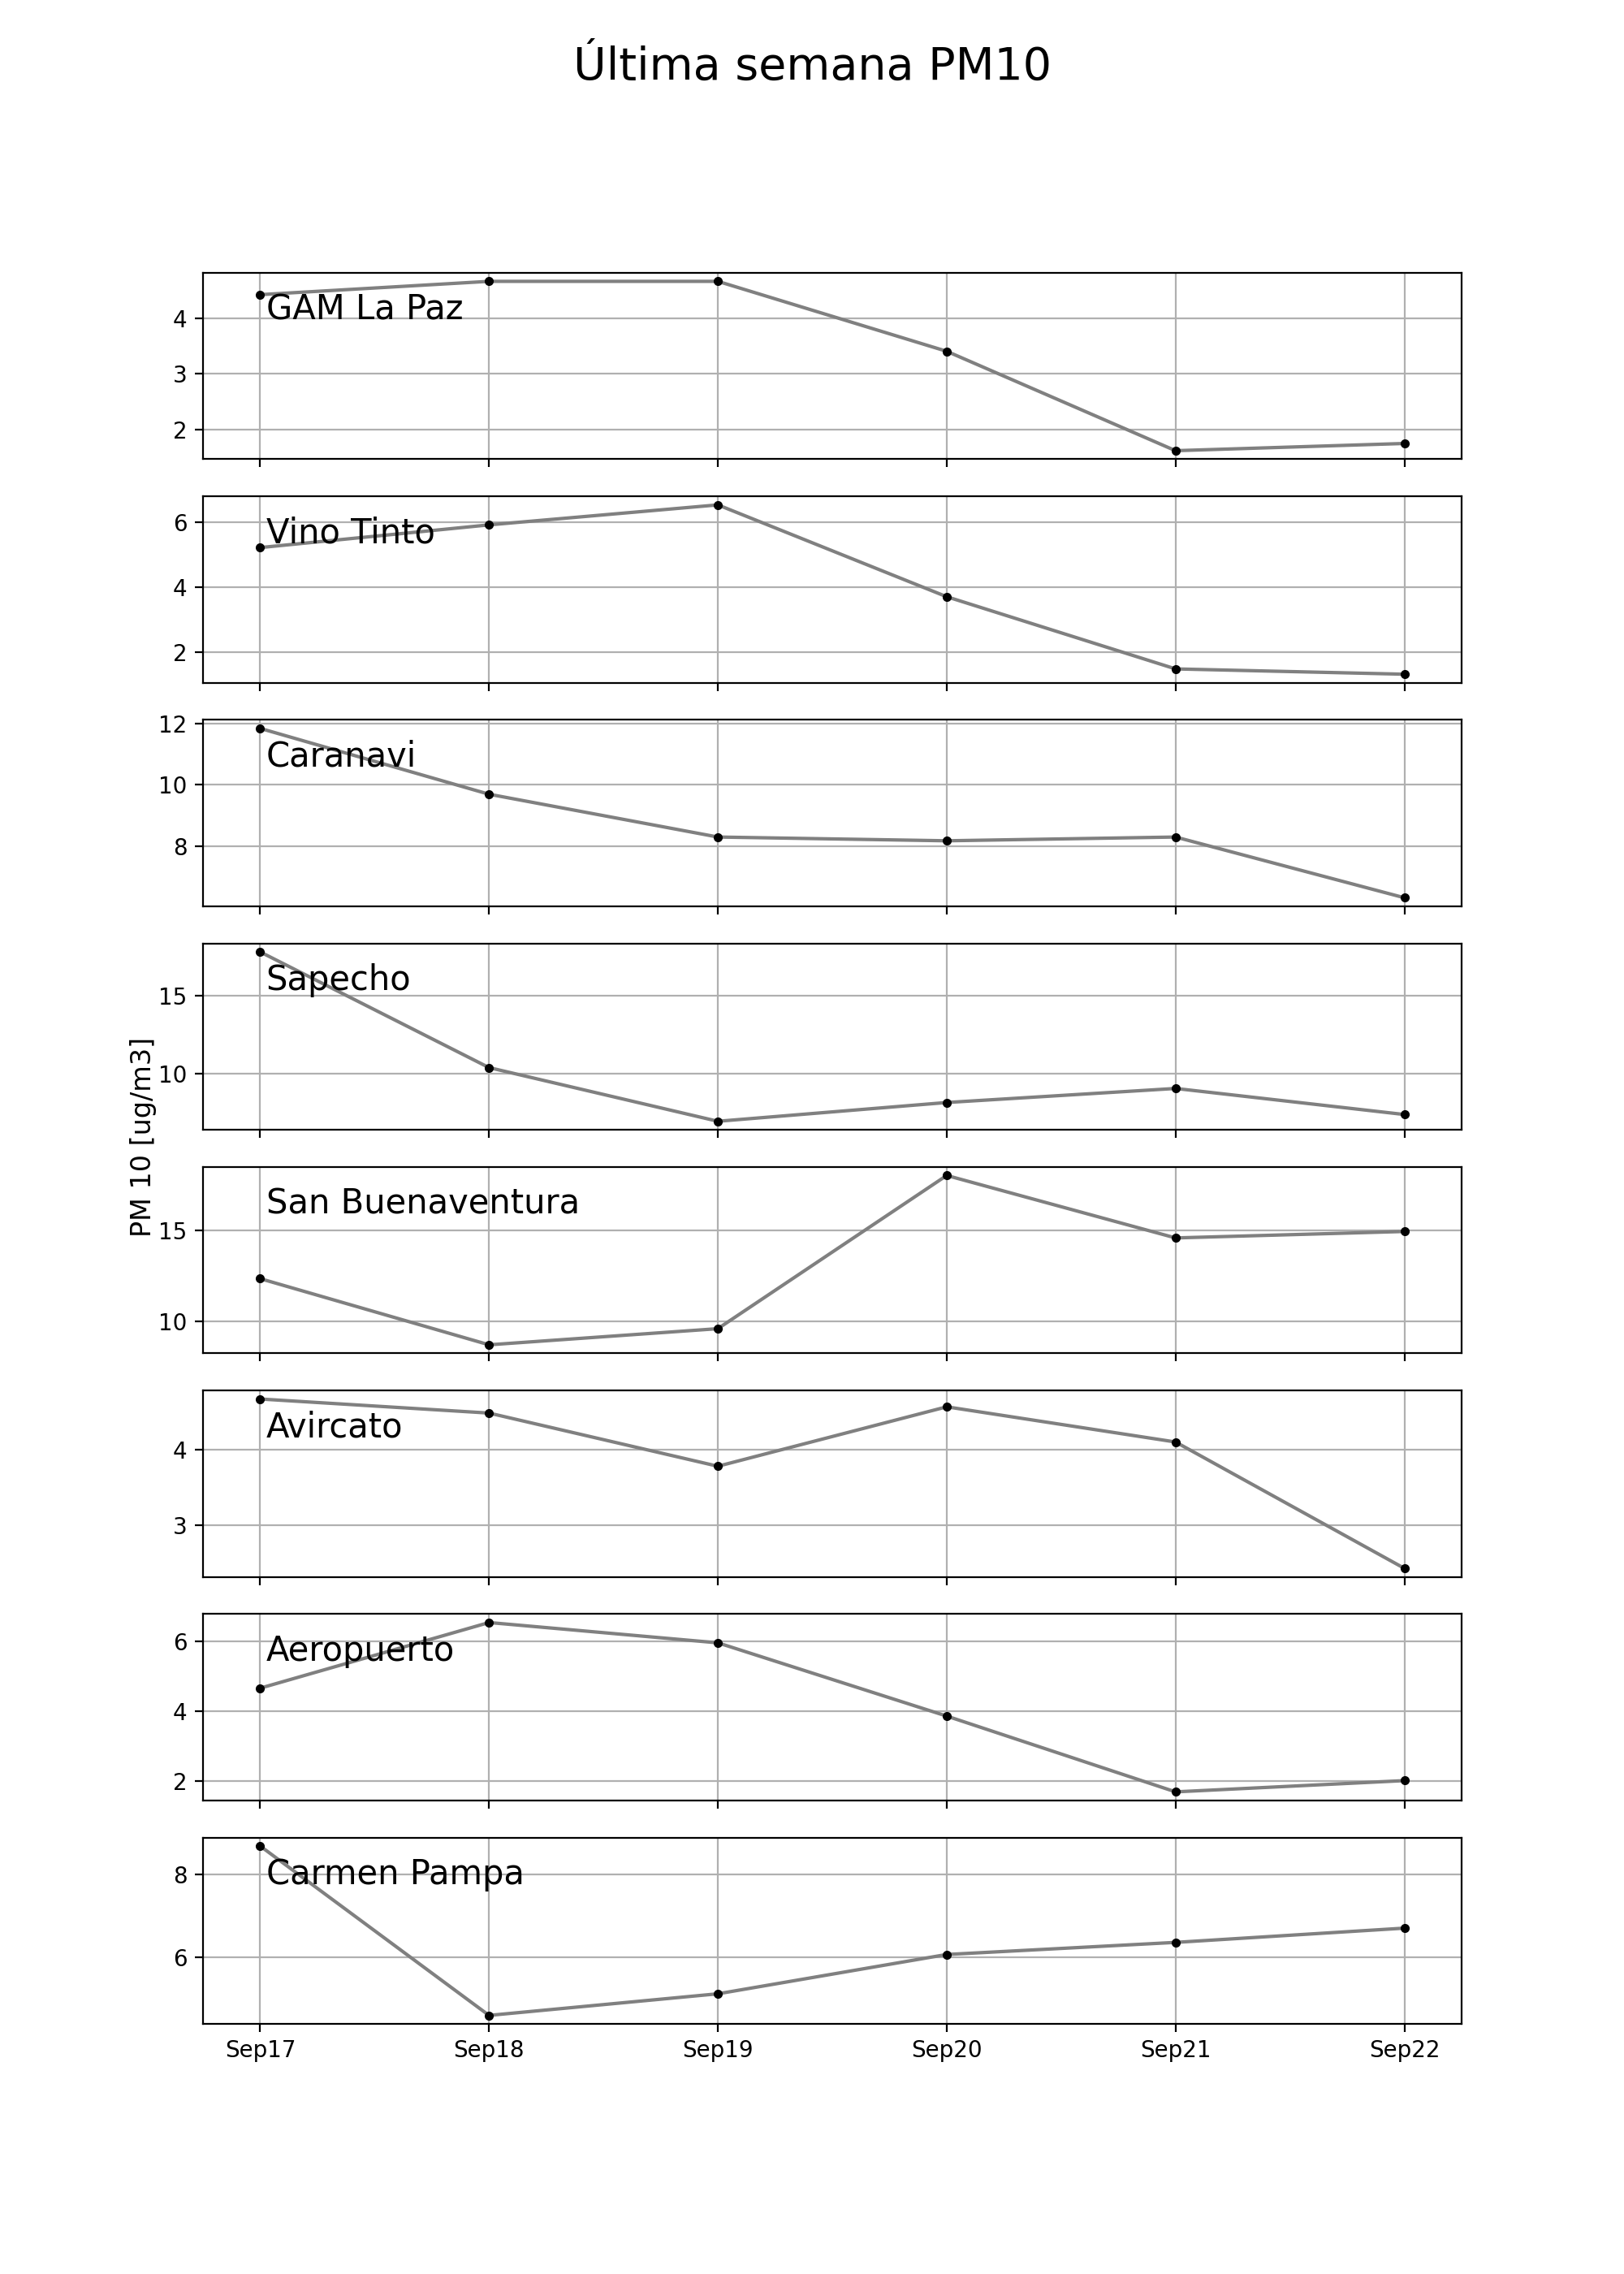 Última semana PM10
GAM La Paz
4
3
2
Vino Tinto
6
4
2
Caranavi
12
10
8
Sapecho
15
10
PM 10 [ug/m3]
San Buenaventura
15
10
Avircato
4
3
Aeropuerto
6
4
2
Carmen Pampa
8
6
Sep17 Sep18 Sep19 Sep20 Sep21 Sep22